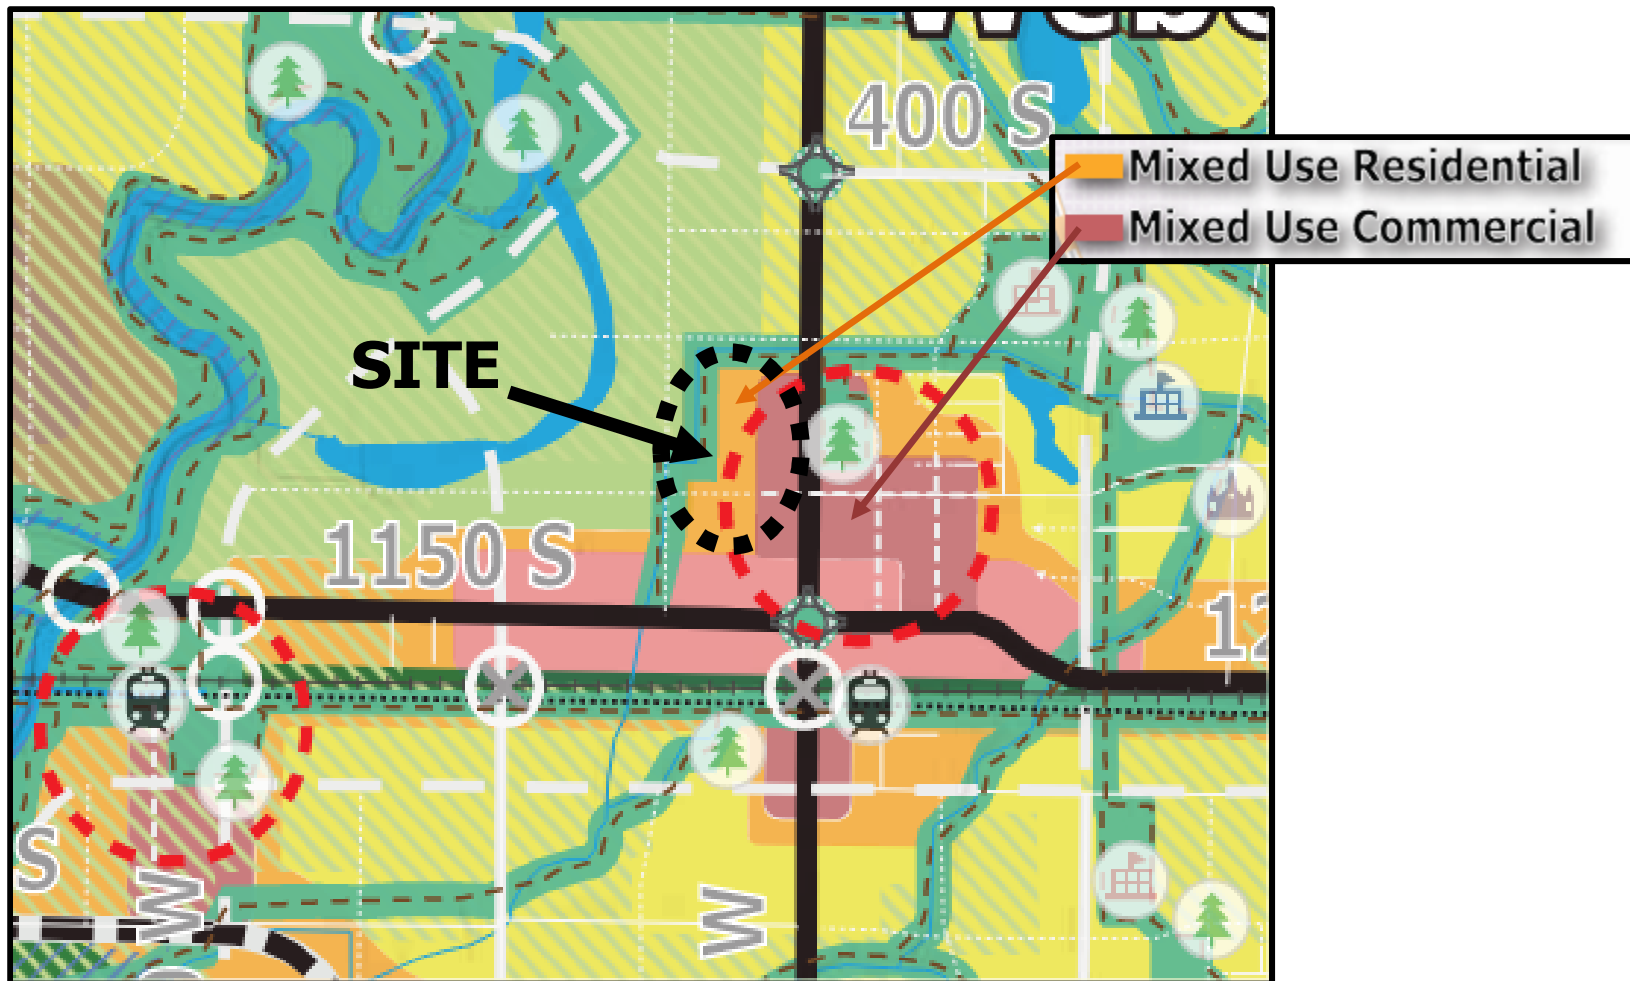 400 S
Mixed Use Residential
Mixed Use Commercial
SITE
1150 S
S
W
W